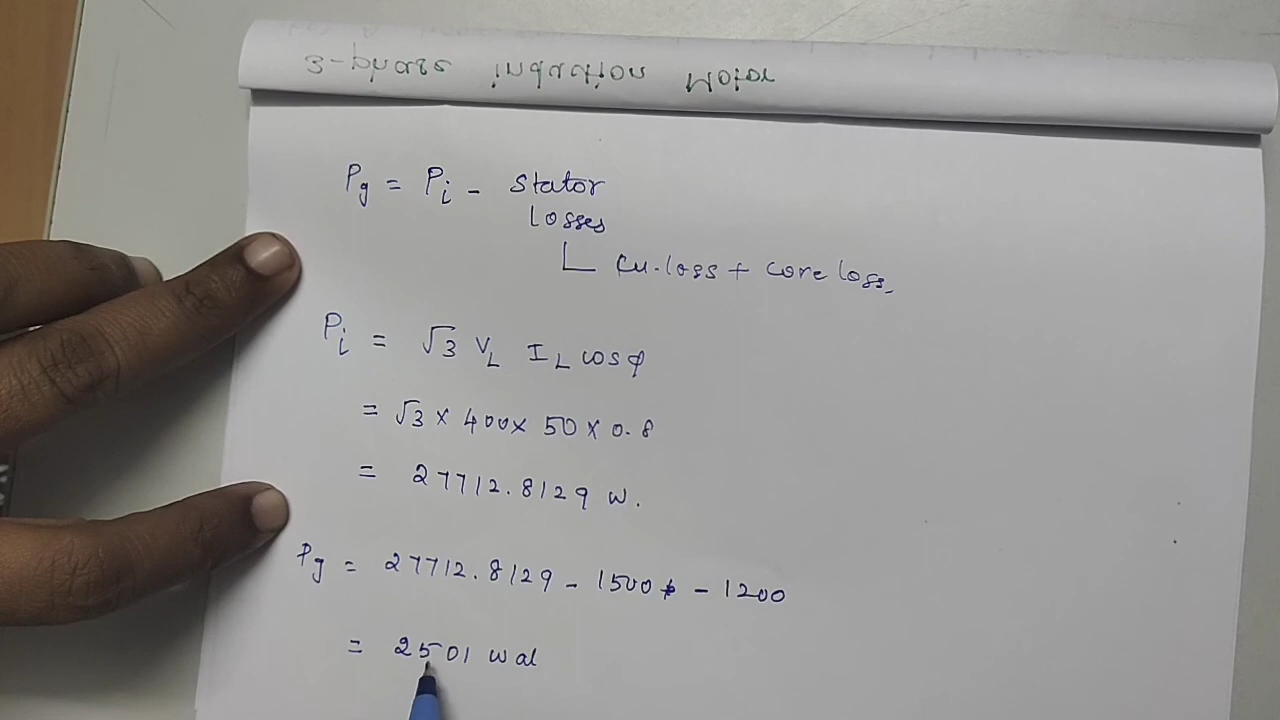 3-phase induction Motor
Pg = Pi - stator
losses
cu.loss + core loss,
Pi = √3 VL IL cosφ
= √3 × 400 × 50 × 0.8
= 27712.8129 W.
Pg = 27712.8129 - 1500 - 1200
= 2501 wat